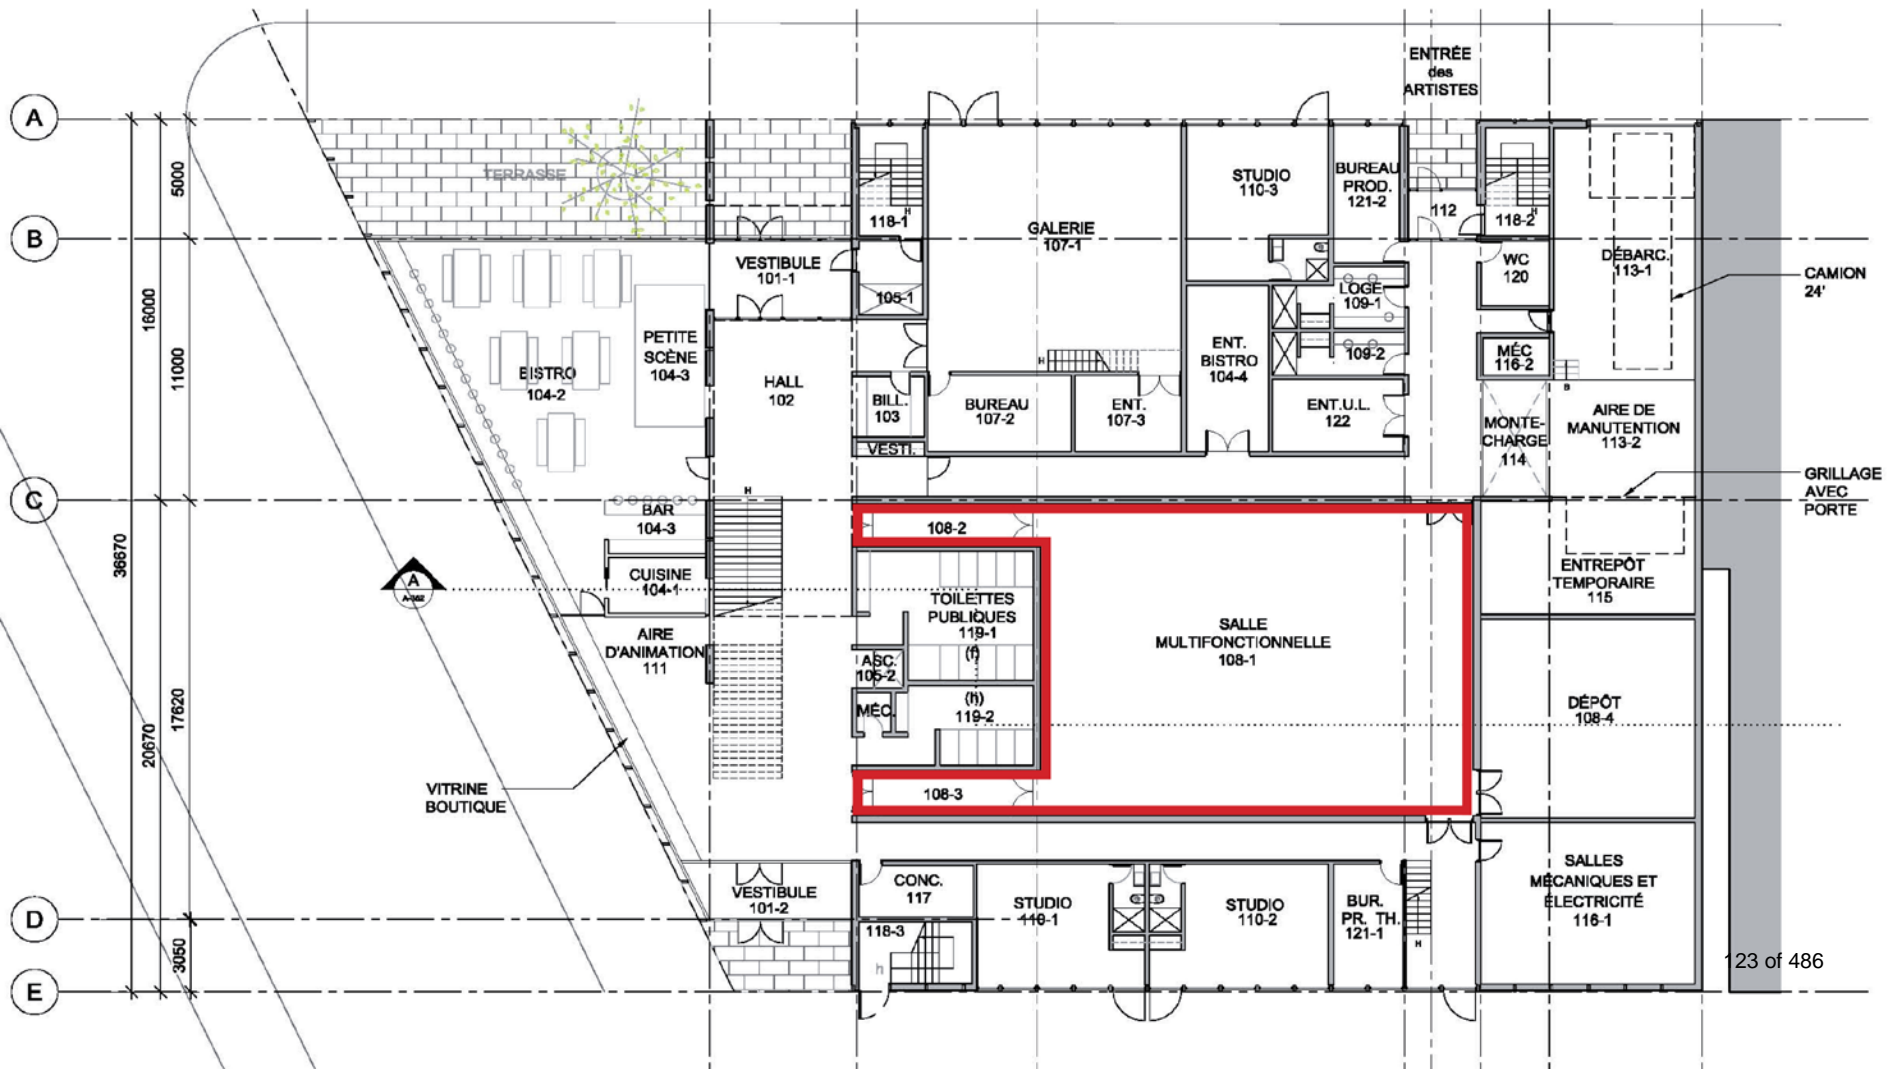 ENTRÉE
des
ARTISTES
A
B
C
D
E
5000
16000
11000
36670
17620
20670
3050
TERRASSE
118-1
H
GALERIE
107-1
STUDIO
110-3
BUREAU
PROD.
121-2
112
118-2
H
DÉBARC.
113-1
CAMION
24'
VESTIBULE
101-1
105-1
WC
120
LOGE
109-1
109-2
MÉC
116-2
B
PETITE
SCÈNE
104-3
BISTRO
104-2
HALL
102
BILL.
103
VESTI.
BUREAU
107-2
H
ENT.
107-3
ENT.
BISTRO
104-4
ENT.U.L.
122
MONTE-
CHARGE
114
AIRE DE
MANUTENTION
113-2
GRILLAGE
AVEC
PORTE
H
BAR
104-3
108-2
CUISINE
104-1
A
TOILETTES
PUBLIQUES
119-1
(f)
ENTREPÔT
TEMPORAIRE
115
SALLE
MULTIFONCTIONNELLE
108-1
AIRE
D'ANIMATION
111
ASC.
105-2
MÉC.
(h)
119-2
DÉPÔT
108-4
VITRINE
BOUTIQUE
108-3
VESTIBULE
101-2
CONC.
117
118-3
h
STUDIO
110-1
STUDIO
110-2
BUR.
PR. TH.
121-1
H
SALLES
MÉCANIQUES ET
ÉLECTRICITÉ
116-1
123 of 486